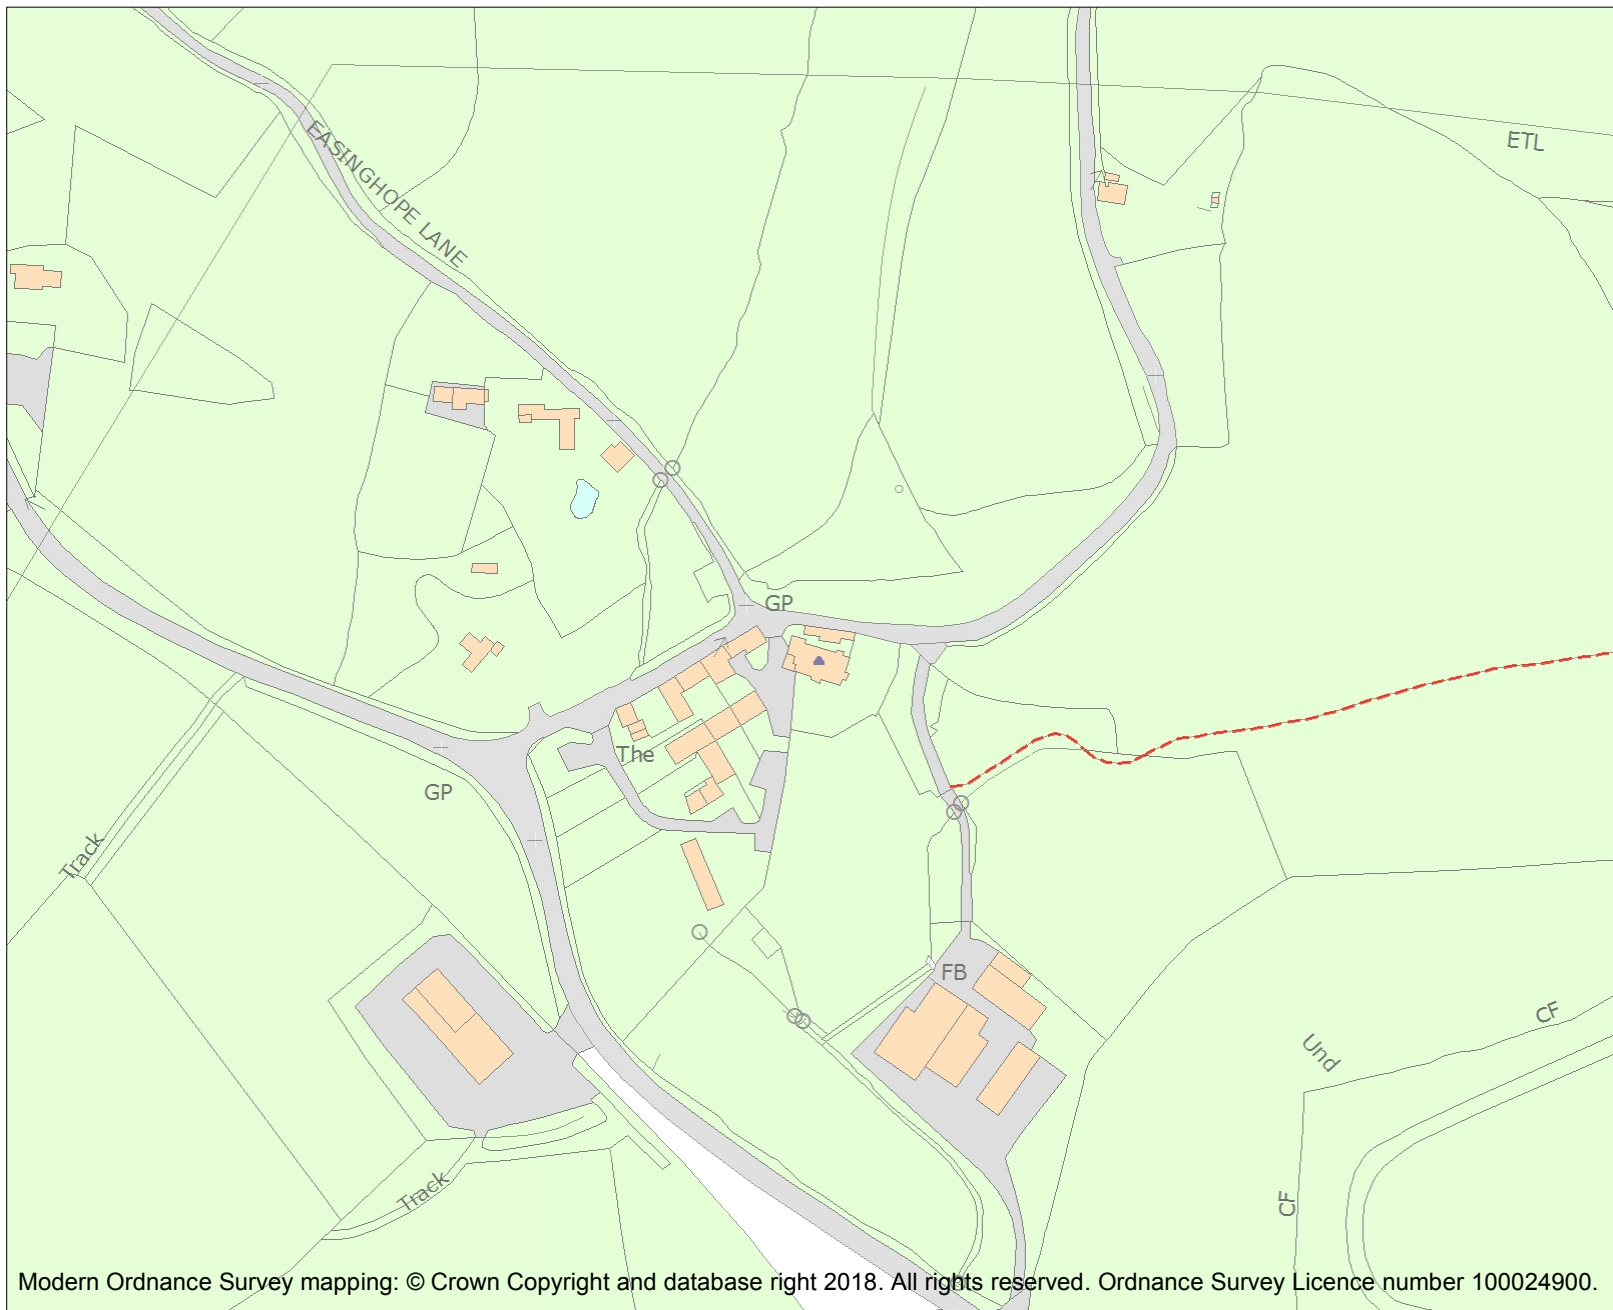 ETL
EASINGHOPE LANE
GP
The
GP
Track
FB
CF
Und
Track
CF
Modern Ordnance Survey mapping: © Crown Copyright and database right 2018. All rights reserved. Ordnance Survey Licence number 100024900.